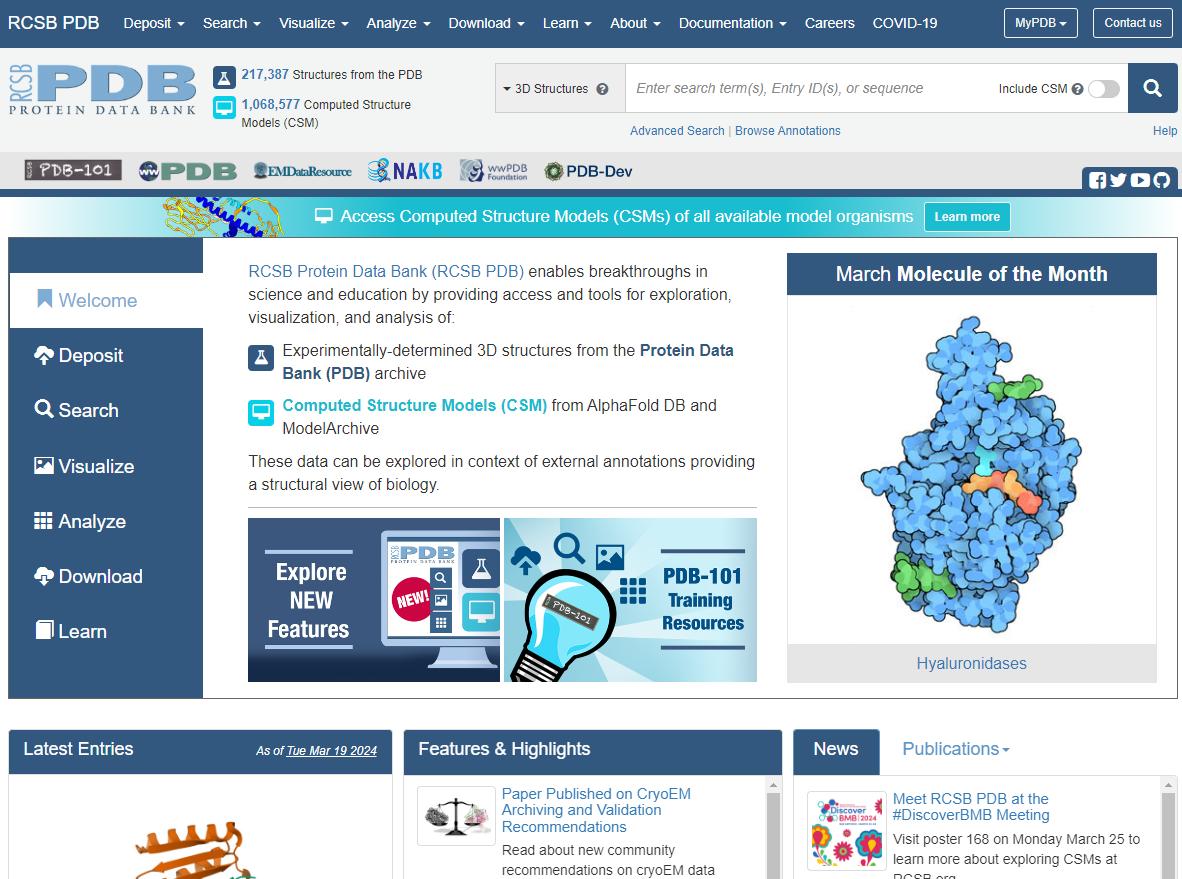 RCSB PDB Deposit Search Visualize Analyze Download Learn About Documentation Careers COVID-19 MyPDB Contact us
RCSB PDB
PROTEIN DATA BANK
217,387 Structures from the PDB
1,068,577 Computed Structure
Models (CSM)
3D Structures ? Enter search term(s), Entry ID(s), or sequence Include CSM ?
Advanced Search | Browse Annotations Help
PDB-101 wwPDB EMDataResource NAKB wwPDB Foundation PDB-Dev
Access Computed Structure Models (CSMs) of all available model organisms Learn more
Welcome
Deposit
Search
Visualize
Analyze
Download
Learn
RCSB Protein Data Bank (RCSB PDB) enables breakthroughs in
science and education by providing access and tools for exploration,
visualization, and analysis of:
Experimentally-determined 3D structures from the Protein Data
Bank (PDB) archive
Computed Structure Models (CSM) from AlphaFold DB and
ModelArchive
These data can be explored in context of external annotations providing
a structural view of biology.
Explore
NEW
Features
RCSB PDB
PROTEIN DATA BANK
NEW!
PDB-101
PDB-101
Training
Resources
March Molecule of the Month
Hyaluronidases
Latest Entries As of Tue Mar 19 2024
Features & Highlights
Paper Published on CryoEM
Archiving and Validation
Recommendations
Read about new community
recommendations on cryoEM data
News Publications
Discover
BMB 2024
Meet RCSB PDB at the
#DiscoverBMB Meeting
Visit poster 168 on Monday March 25 to
learn more about exploring CSMs at
RCSB.org